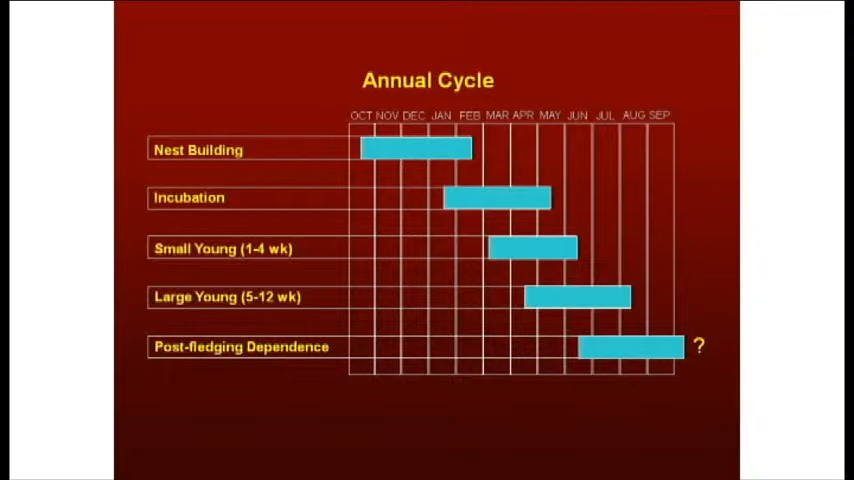 Annual Cycle
OCT NOV DEC JAN FEB MAR APR MAY JUN JUL AUG SEP
Nest Building
Incubation
Small Young (1-4 wk)
Large Young (5-12 wk)
Post-fledging Dependence ?